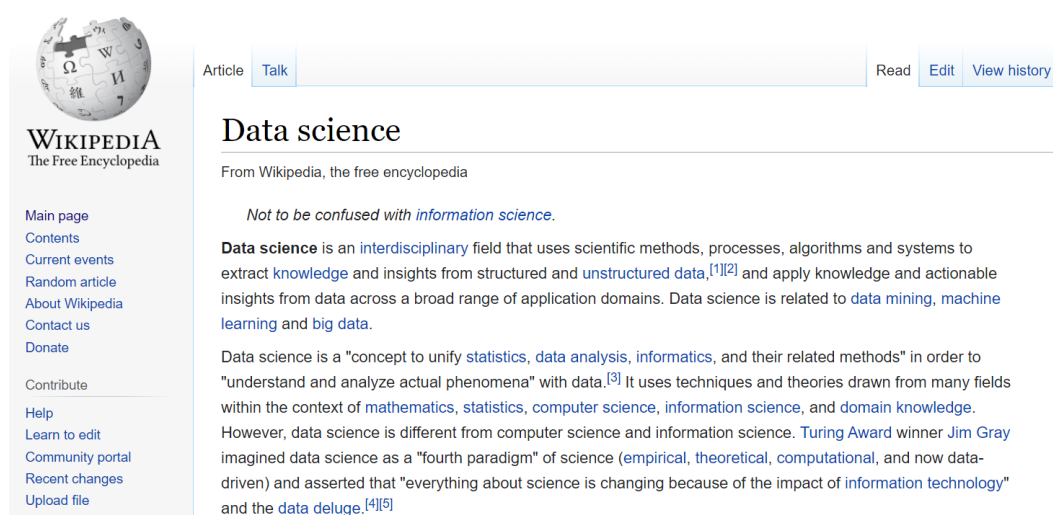 WIKIPEDIA
The Free Encyclopedia
Main page
Contents
Current events
Random article
About Wikipedia
Contact us
Donate
Contribute
Help
Learn to edit
Community portal
Recent changes
Upload file
Article Talk
Read Edit View history
Data science
From Wikipedia, the free encyclopedia
Not to be confused with information science.
Data science is an interdisciplinary field that uses scientific methods, processes, algorithms and systems to
extract knowledge and insights from structured and unstructured data,[1][2] and apply knowledge and actionable
insights from data across a broad range of application domains. Data science is related to data mining, machine
learning and big data.
Data science is a "concept to unify statistics, data analysis, informatics, and their related methods" in order to
"understand and analyze actual phenomena" with data.[3] It uses techniques and theories drawn from many fields
within the context of mathematics, statistics, computer science, information science, and domain knowledge.
However, data science is different from computer science and information science. Turing Award winner Jim Gray
imagined data science as a "fourth paradigm" of science (empirical, theoretical, computational, and now data-
driven) and asserted that "everything about science is changing because of the impact of information technology"
and the data deluge.[4][5]